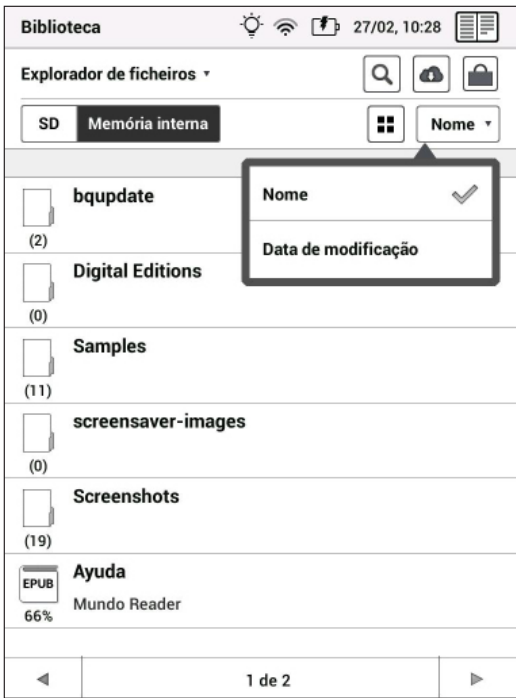 Biblioteca 27/02, 10:28
Explorador de ficheiros
SD Memória interna Nome
Nome
Data de modificação
bqupdate
(2)
Digital Editions
(0)
Samples
(11)
screensaver-images
(0)
Screenshots
(19)
Ayuda
EPUB
Mundo Reader
66%
1 de 2